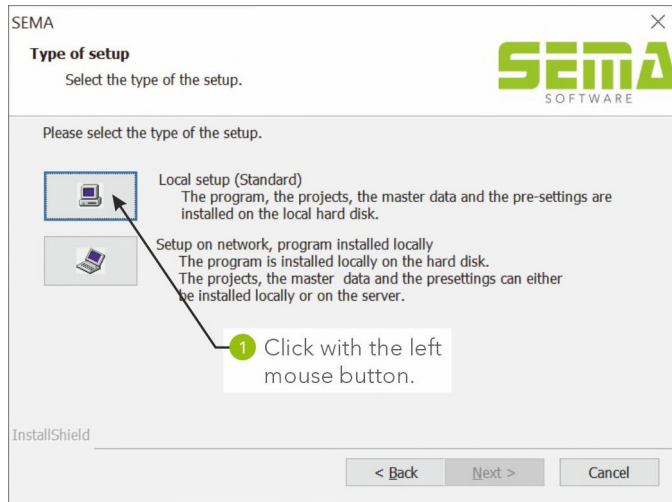 SEMA
Type of setup
Select the type of the setup.
SEMA
SOFTWARE
Please select the type of the setup.
Local setup (Standard)
The program, the projects, the master data and the pre-settings are
installed on the local hard disk.
Setup on network, program installed locally
The program is installed locally on the hard disk.
The projects, the master data and the presettings can either
be installed locally or on the server.
1 Click with the left
mouse button.
InstallShield
< Back Next > Cancel